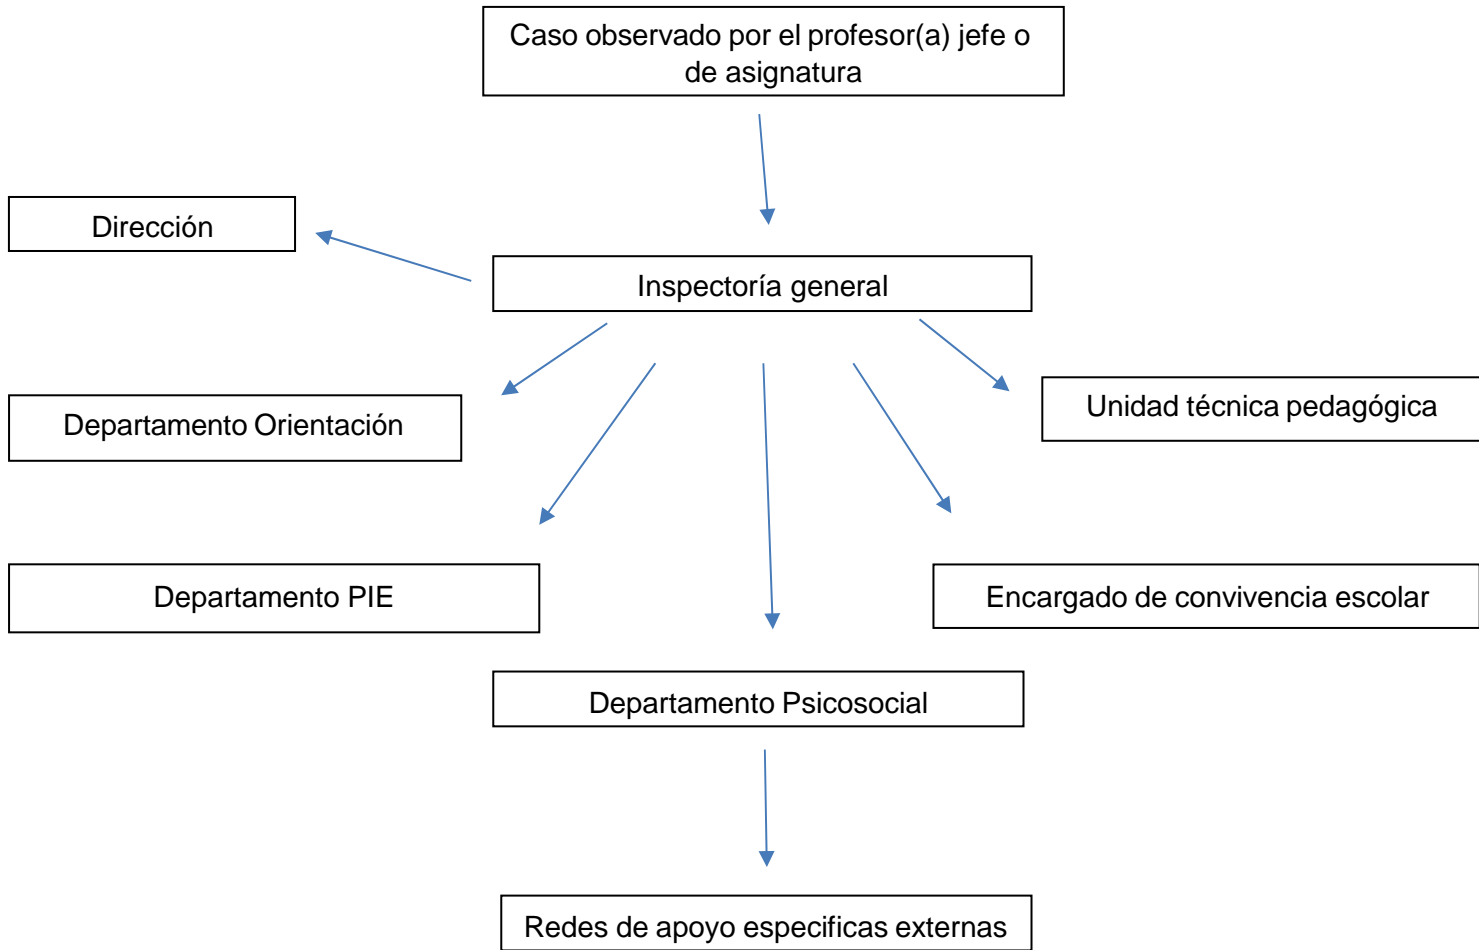 Caso observado por el profesor(a) jefe o
de asignatura
Dirección
Inspectoría general
Departamento Orientación
Unidad técnica pedagógica
Departamento PIE
Encargado de convivencia escolar
Departamento Psicosocial
Redes de apoyo especificas externas